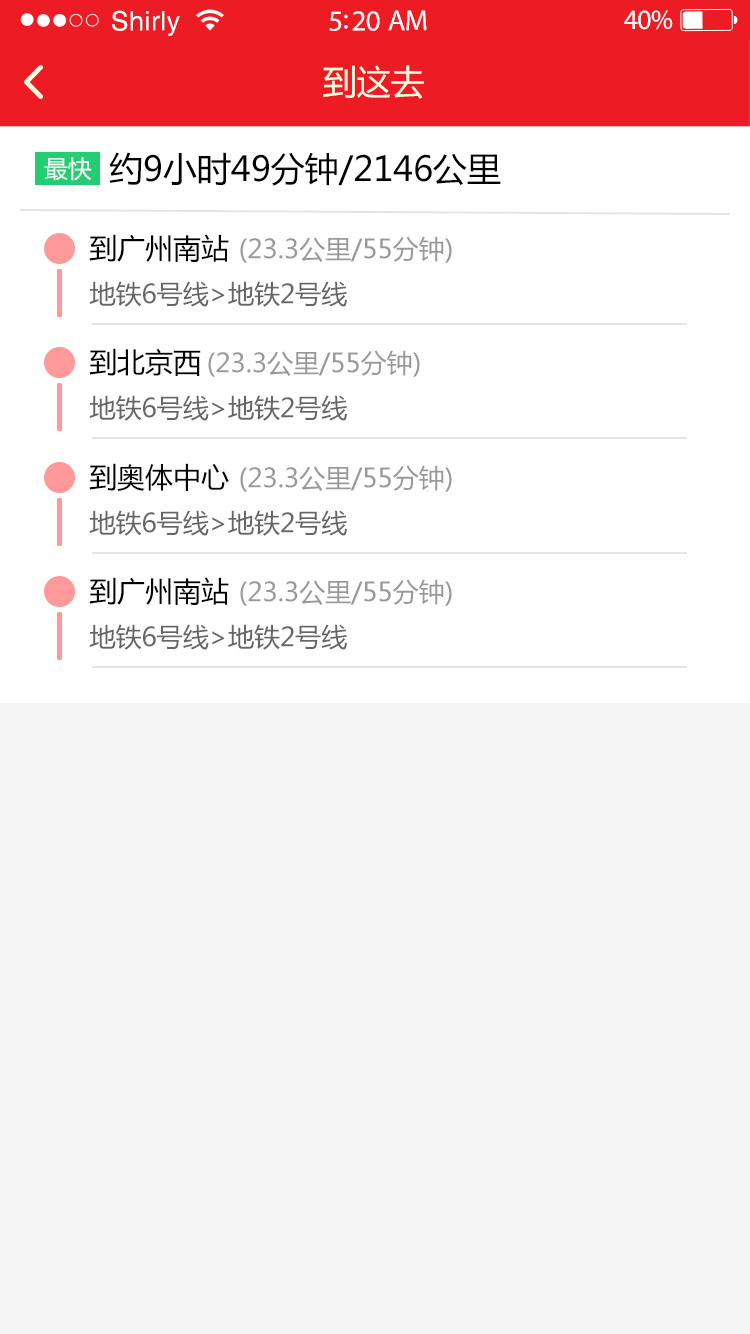 Shirly 5:20 AM 40%
到这去
最快 约9小时49分钟/2146公里
到广州南站 (23.3公里/55分钟)
地铁6号线>地铁2号线
到北京西 (23.3公里/55分钟)
地铁6号线>地铁2号线
到奥体中心 (23.3公里/55分钟)
地铁6号线>地铁2号线
到广州南站 (23.3公里/55分钟)
地铁6号线>地铁2号线